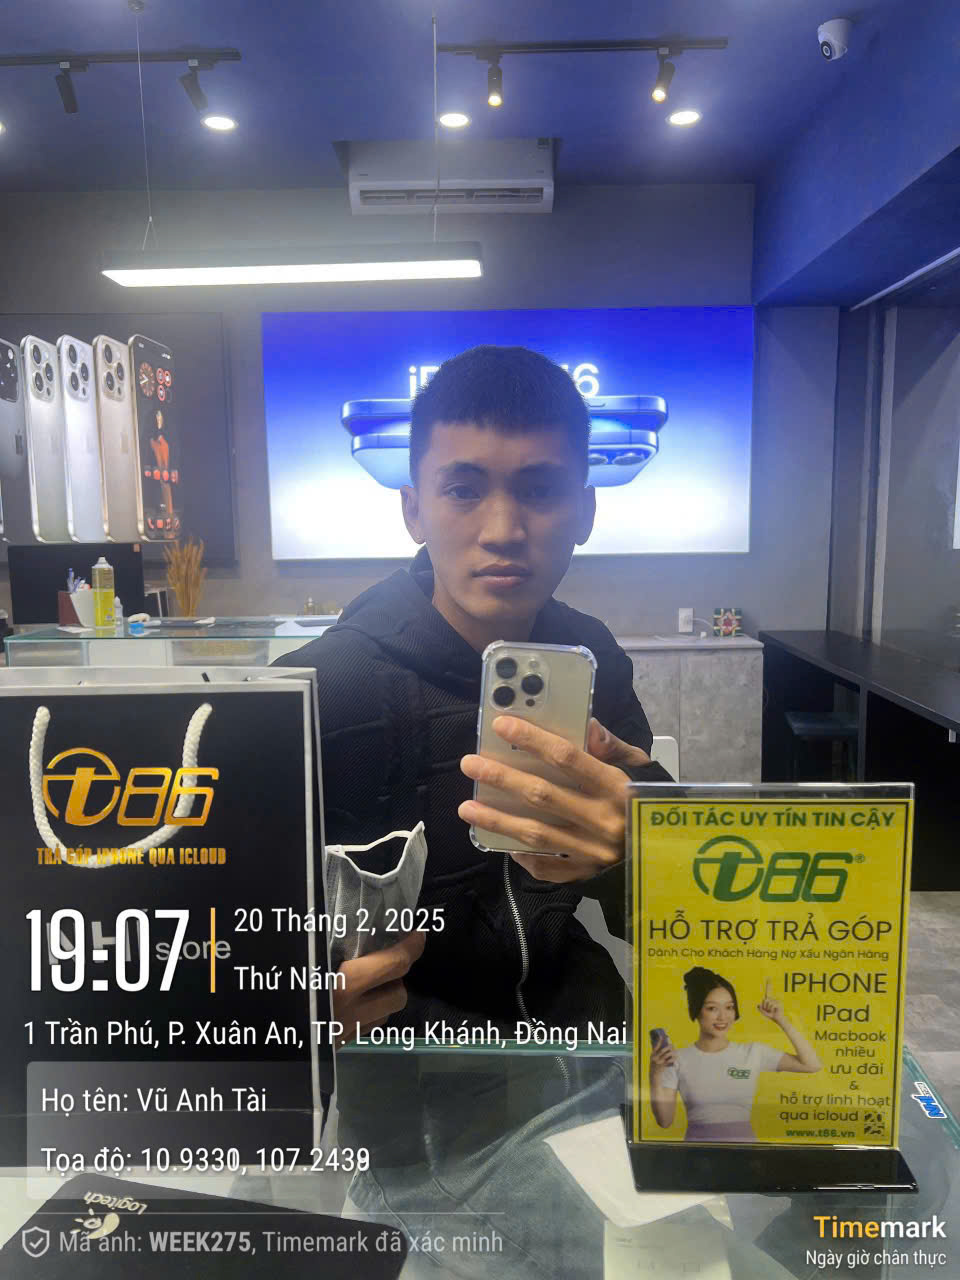 t86
TRẢ GÓP IPHONE QUA ICLOUD
store
ĐỐI TÁC UY TÍN TIN CẬY
t86®
HỖ TRỢ TRẢ GÓP
Dành Cho Khách Hàng Nợ Xấu Ngân Hàng
IPHONE
IPad
Macbook
nhiều
ưu đãi
&
hỗ trợ linh hoạt
qua icloud
www.t86.vn
t86
19:07
20 Tháng 2, 2025
Thứ Năm
1 Trần Phú, P. Xuân An, TP. Long Khánh, Đồng Nai
Họ tên: Vũ Anh Tài
Tọa độ: 10.9330, 107.2439
Logitech
Mã ảnh: WEEK275, Timemark đã xác minh
Timemark
Ngày giờ chân thực